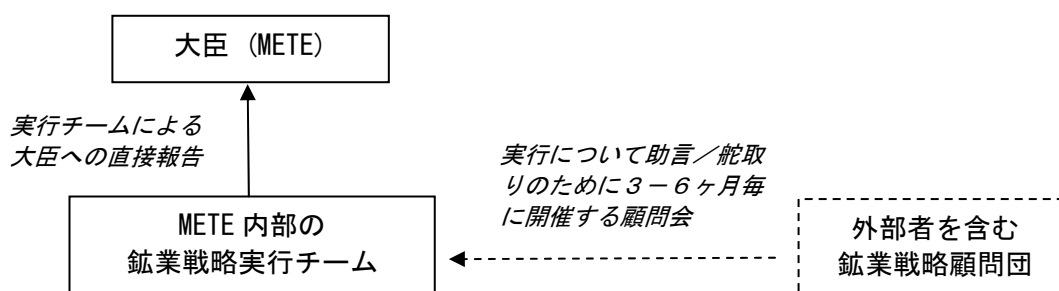 大臣 (METE)
実行チームによる
大臣への直接報告
実行について助言／舵取
りのために３－６ヶ月毎
に開催する顧問会
METE 内部の
鉱業戦略実行チーム
外部者を含む
鉱業戦略顧問団